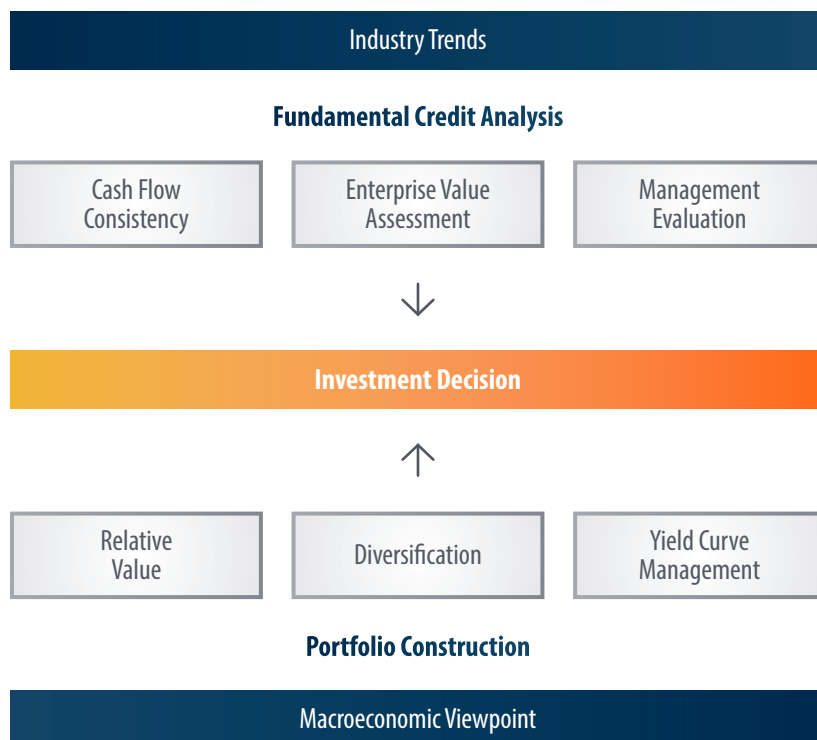 Industry Trends
Fundamental Credit Analysis
Cash Flow
Consistency
Enterprise Value
Assessment
Management
Evaluation
Investment Decision
Relative
Value
Diversification
Yield Curve
Management
Portfolio Construction
Macroeconomic Viewpoint